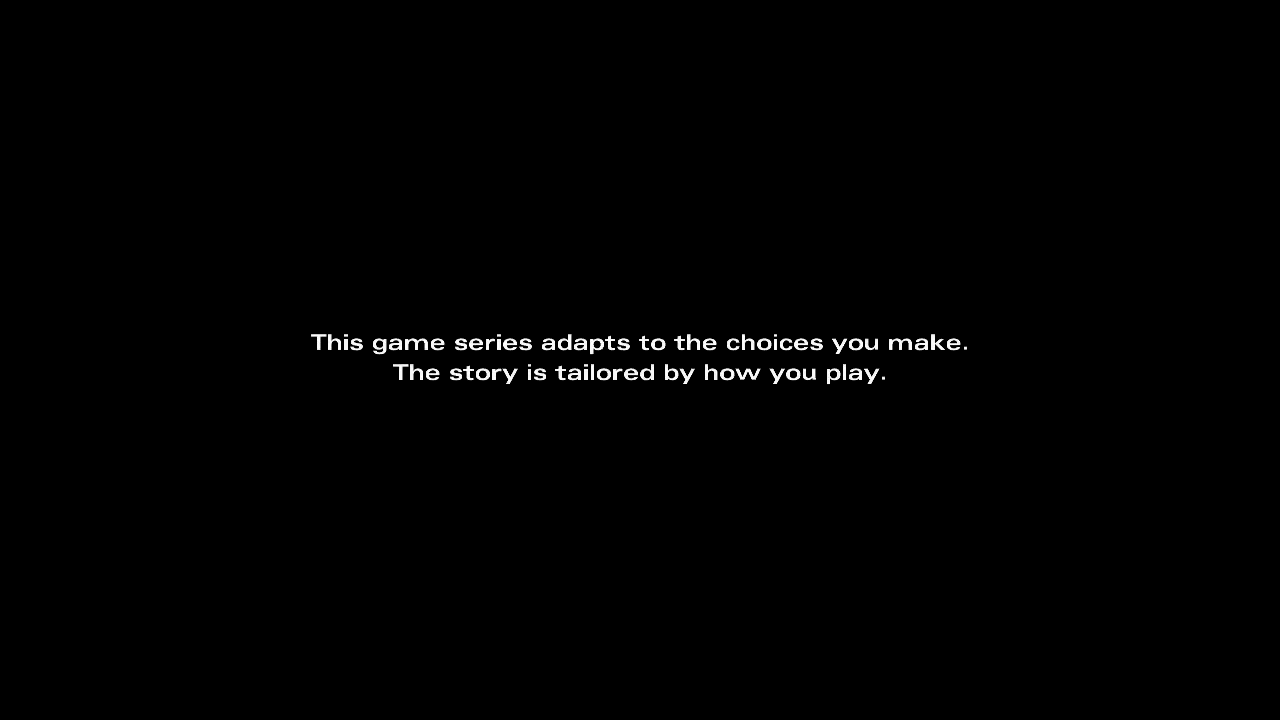 This game series adapts to the choices you make.
The story is tailored by how you play.